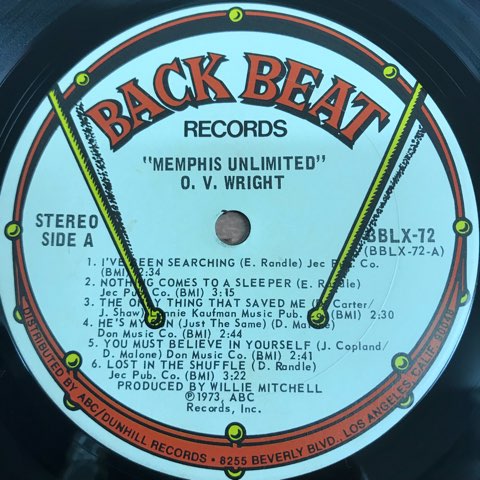 BACK BEAT
RECORDS
"MEMPHIS UNLIMITED"
O. V. WRIGHT
STEREO
SIDE A
BBLX-72
(BBLX-72-A)
1. I'VE BEEN SEARCHING (E. Randle) Jec Pub. Co.
(BMI) 2:34
2. NOTHING COMES TO A SLEEPER (E. Randle)
Jec Pub. Co. (BMI) 3:15
3. THE ONLY THING THAT SAVED ME ( Carter/
J. Shaw) Kaufman Music Pub. (BMI) 2:30
4. HE'S MY SON (Just The Same) (D. Malone)
Don Music Co. (BMI) 2:44
5. YOU MUST BELIEVE IN YOURSELF (J. Copland/
D. Malone) Don Music Co. (BMI) 2:41
6. LOST IN THE SHUFFLE (D. Randle)
Jec Pub. Co. (BMI) 3:22
PRODUCED BY WILLIE MITCHELL
℗1973, ABC
Records, Inc.
DISTRIBUTED BY ABC/DUNHILL RECORDS • 8255 BEVERLY BLVD., LOS ANGELES, CALIF. 90048